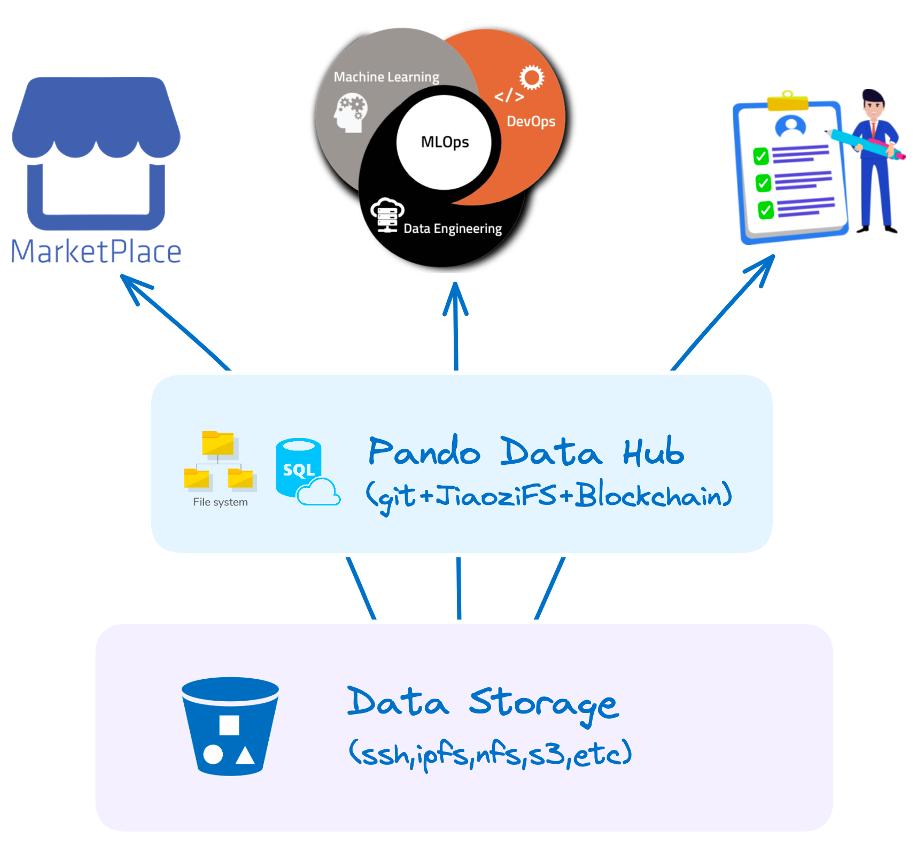 Machine Learning
</>
DevOps
MLOps
Data Engineering
MarketPlace
SQL
File system
Pando Data Hub
(git+JiaoziFS+Blockchain)
Data Storage
(ssh,ipfs,nfs,s3,etc)